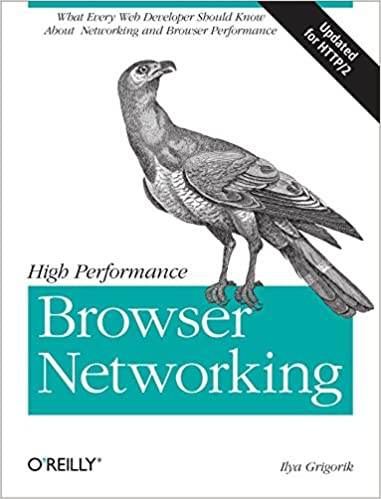 What Every Web Developer Should Know
About Networking and Browser Performance
Updated
for HTTP/2
High Performance
Browser
Networking
O'REILLY®
Ilya Grigorik